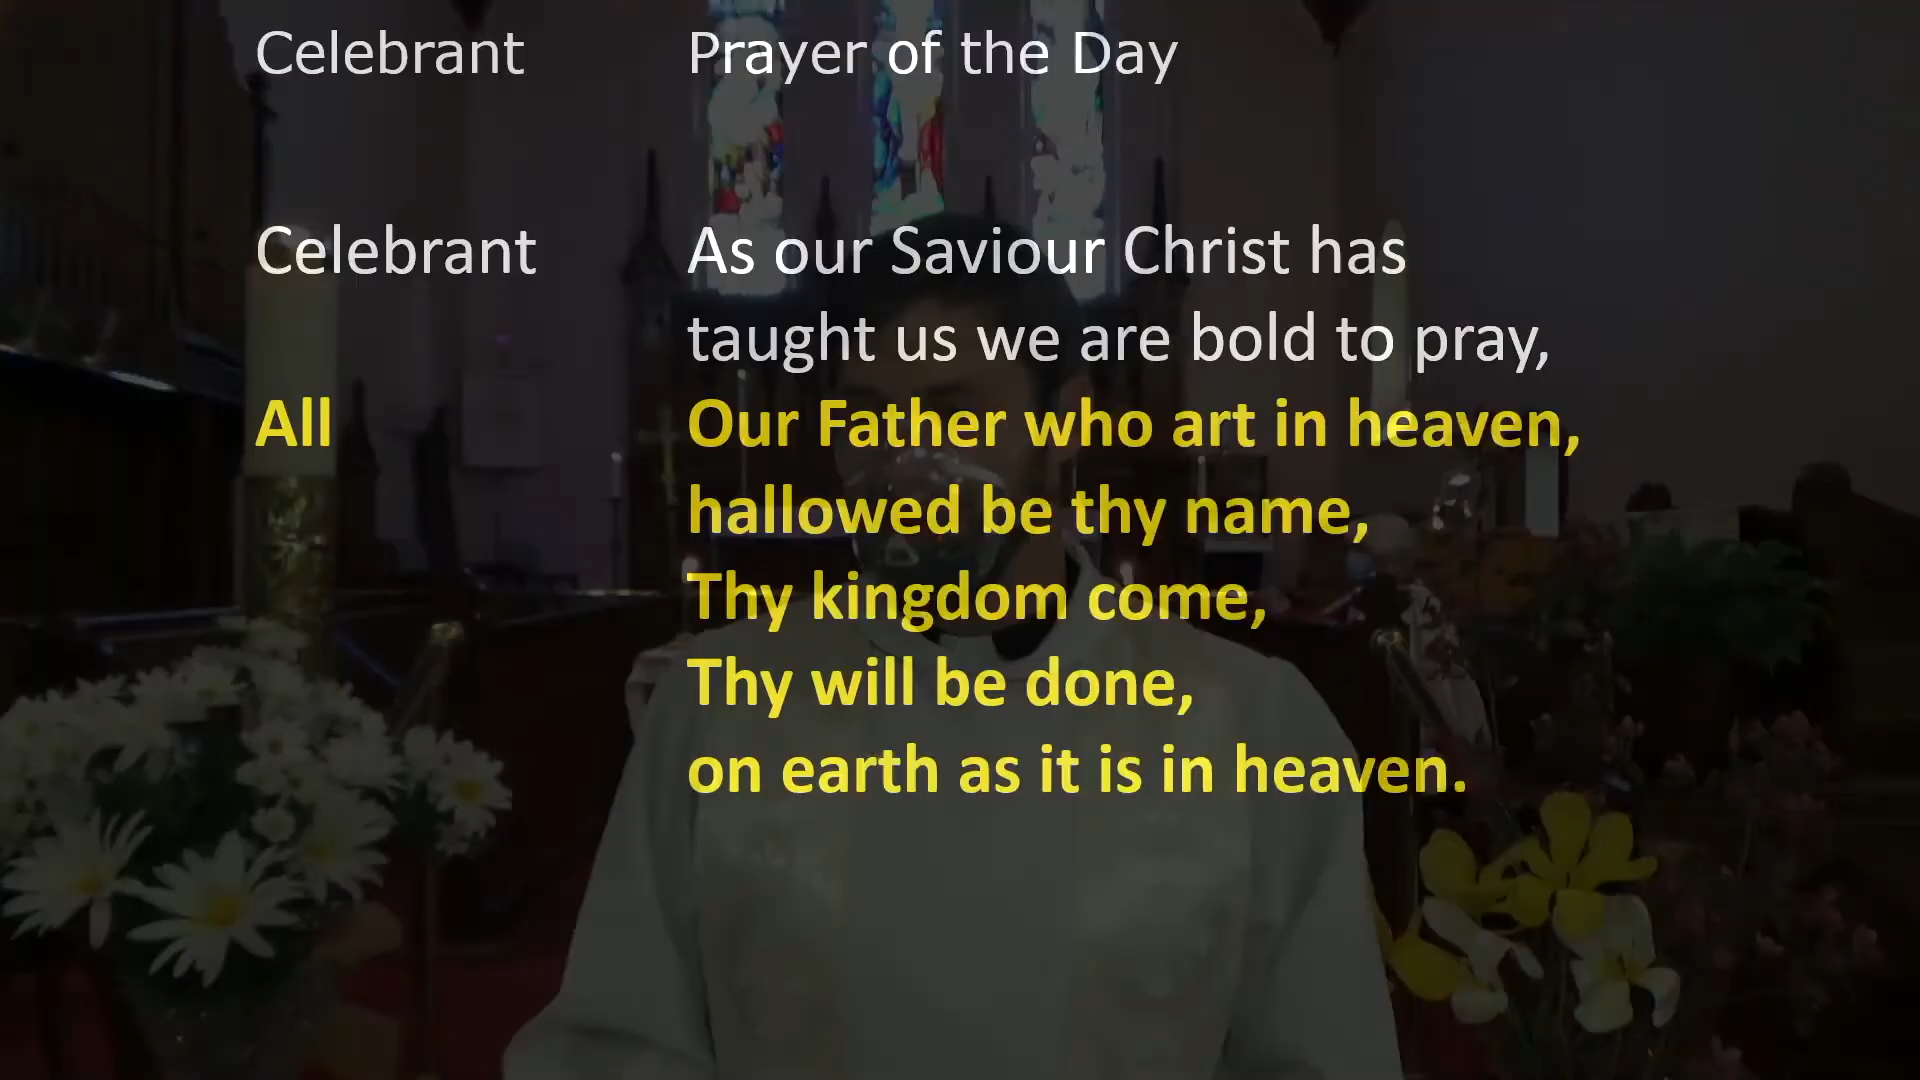 Celebrant Prayer of the Day
Celebrant As our Saviour Christ has
taught us we are bold to pray,
All Our Father who art in heaven,
hallowed be thy name,
Thy kingdom come,
Thy will be done,
on earth as it is in heaven.